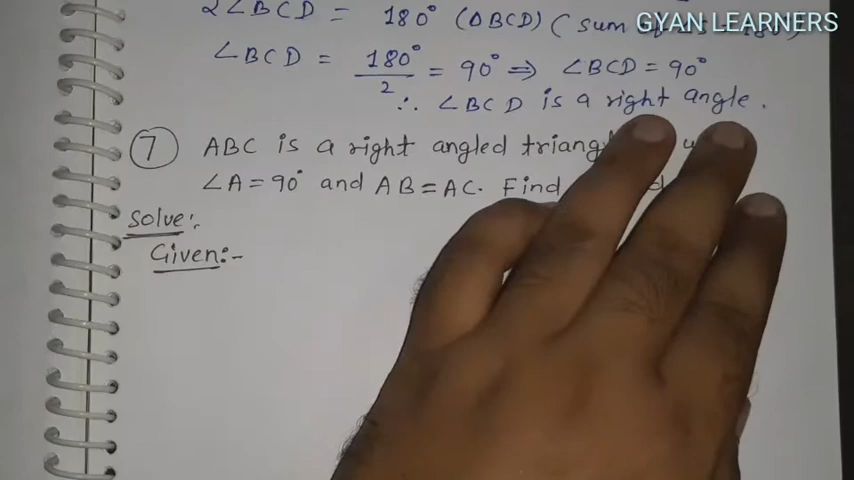 2∠BCD = 180° (ΔBCD) (sum of
GYAN LEARNERS
∠BCD = 180°/2 = 90° ⇒ ∠BCD = 90°
∴ ∠BCD is a right angle.
7 ABC is a right angled
∠A = 90° and AB = AC. Find
Solve:
Given:-